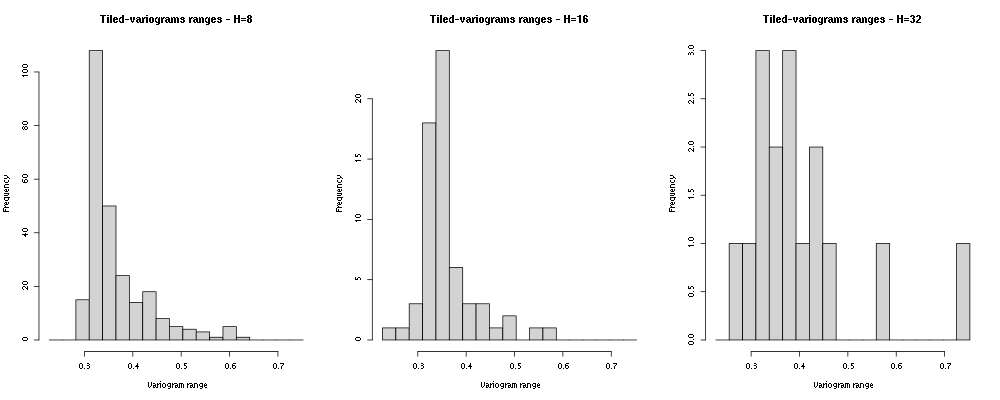 Tiled-variograms ranges - H=8
Frequency
100
80
60
40
20
0
0.3 0.4 0.5 0.6 0.7
Variogram range
Tiled-variograms ranges - H=16
Frequency
20
15
10
5
0
0.3 0.4 0.5 0.6 0.7
Variogram range
Tiled-variograms ranges - H=32
Frequency
3.0
2.5
2.0
1.5
1.0
0.5
0.0
0.3 0.4 0.5 0.6 0.7
Variogram range